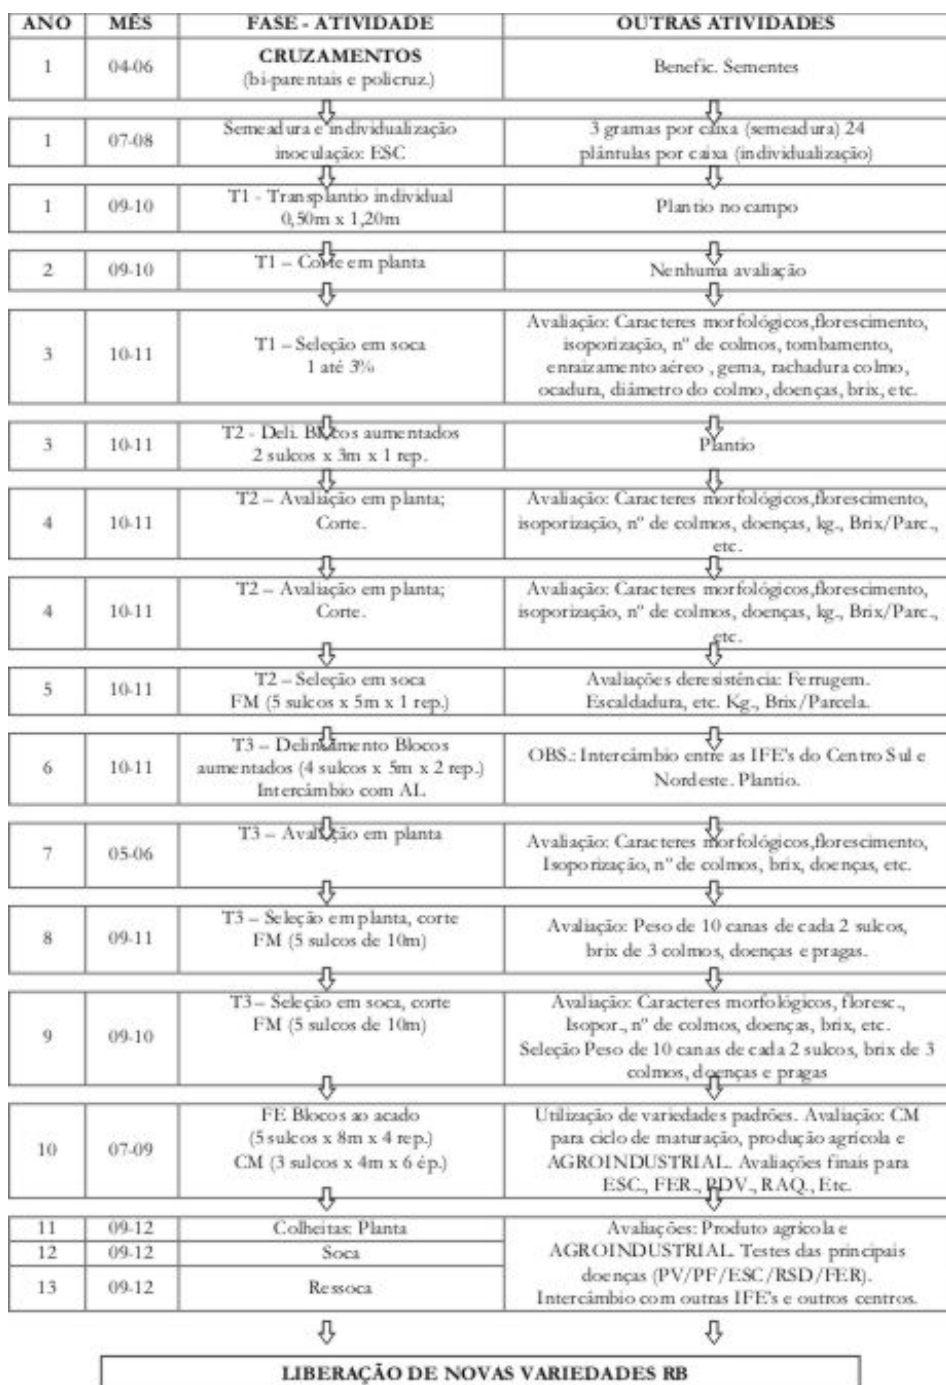 ANO MÊS FASE - ATIVIDADE OUTRAS ATIVIDADES
1 04-06 CRUZAMENTOS Benefic. Sementes
(bi-parentais e policruz.)
1 07-08 Semeadura e individualização 3 gramas por caixa (semeadura) 24
inoculação: ESC plântulas por caixa (individualização)
1 09-10 T1 - Transplantio individual Plantio no campo
0,50m x 1,20m
2 09-10 T1 – Corte em planta Nenhuma avaliação
3 10-11 T1 – Seleção em soca Avaliação: Caracteres morfológicos,florescimento,
1 até 3% isoporização, nº de colmos, tombamento,
enraizamento aéreo , gema, rachadura colmo,
ocadura, diâmetro do colmo, doenças, brix, etc.
3 10-11 T2 - Deli. Blocos aumentados Plantio
2 sulcos x 3m x 1 rep.
4 10-11 T2 – Avaliação em planta; Avaliação: Caracteres morfológicos,florescimento,
Corte. isoporização, nº de colmos, doenças, kg., Brix/Parc.,
etc.
4 10-11 T2 – Avaliação em planta; Avaliação: Caracteres morfológicos,florescimento,
Corte. isoporização, nº de colmos, doenças, kg., Brix/Parc.,
etc.
5 10-11 T2 – Seleção em soca Avaliações deresistência: Ferrugem.
FM (5 sulcos x 5m x 1 rep.) Escaldadura, etc. Kg., Brix/Parcela.
6 10-11 T3 – Delineamento Blocos OBS.: Intercâmbio entre as IFE's do Centro Sul e
aumentados (4 sulcos x 5m x 2 rep.) Nordeste. Plantio.
Intercâmbio com AL
7 05-06 T3 – Avaliação em planta Avaliação: Caracteres morfológicos,florescimento,
Isoporização, nº de colmos, brix, doenças, etc.
8 09-11 T3 – Seleção em planta, corte Avaliação: Peso de 10 canas de cada 2 sulcos,
FM (5 sulcos de 10m) brix de 3 colmos, doenças e pragas.
9 09-10 T3 – Seleção em soca, corte Avaliação: Caracteres morfológicos, floresc.,
FM (5 sulcos de 10m) Isopor., nº de colmos, doenças, brix, etc.
Seleção Peso de 10 canas de cada 2 sulcos, brix de 3
colmos, doenças e pragas
10 07-09 FE Blocos ao acado Utilização de variedades padrões. Avaliação: CM
(5 sulcos x 8m x 4 rep.) para ciclo de maturação, produção agrícola e
CM (3 sulcos x 4m x 6 ép.) AGROINDUSTRIAL. Avaliações finais para
ESC., FER., PDV., RAQ., Etc.
11 09-12 Colheitas: Planta Avaliações: Produto agrícola e
12 09-12 Soca AGROINDUSTRIAL. Testes das principais
13 09-12 Ressoca doenças (PV/PF/ESC/RSD/FER).
Intercâmbio com outras IFE's e outros centros.
LIBERAÇÃO DE NOVAS VARIEDADES RB